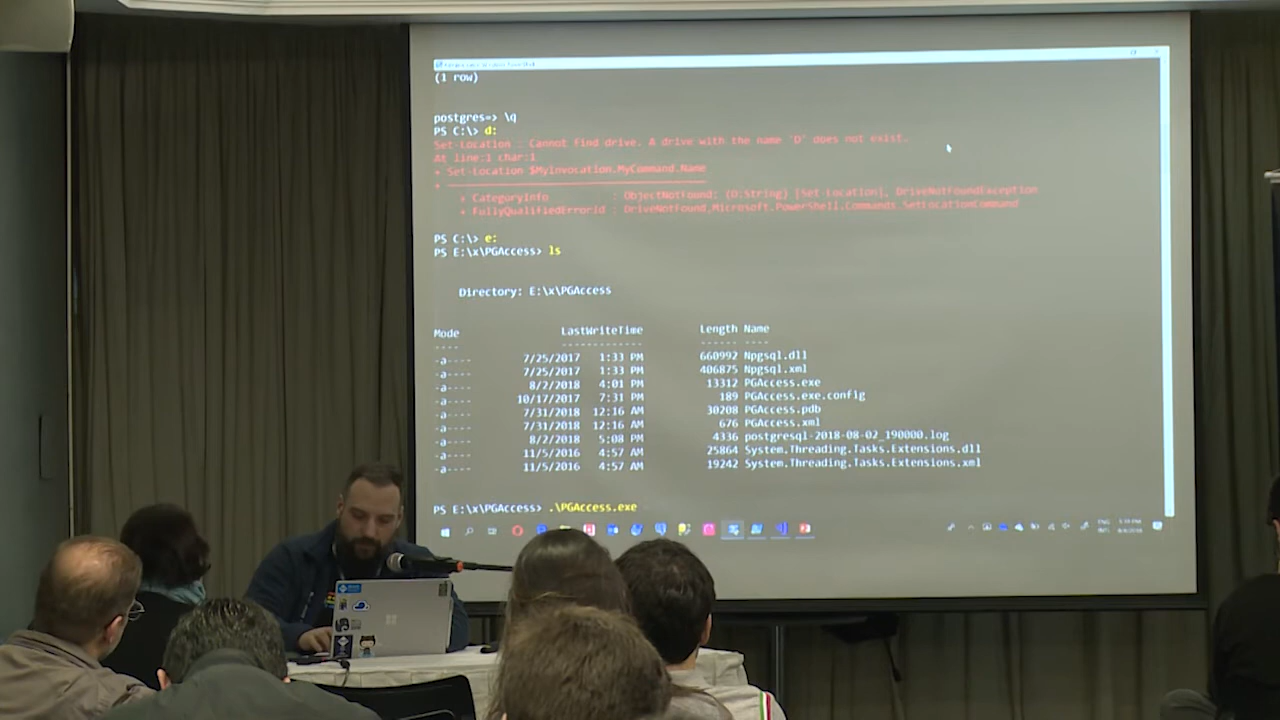 (1 row)
postgres=> \q
PS C:\> d:
Set-Location : Cannot find drive. A drive with the name 'D' does not exist.
At line:1 char:1
+ Set-Location $MyInvocation.MyCommand.Name
+ CategoryInfo : ObjectNotFound: (D:String) [Set-Location], DriveNotFoundException
+ FullyQualifiedErrorId : DriveNotFound,Microsoft.PowerShell.Commands.SetLocationCommand
PS C:\> e:
PS E:\x\PGAccess> ls
Directory: E:\x\PGAccess
Mode LastWriteTime Length Name
---- ------------- ------ ----
-a---- 7/25/2017 1:33 PM 660992 Npgsql.dll
-a---- 7/25/2017 1:33 PM 406875 Npgsql.xml
-a---- 8/2/2018 4:01 PM 13312 PGAccess.exe
-a---- 10/17/2017 7:31 PM 189 PGAccess.exe.config
-a---- 7/31/2018 12:16 AM 30208 PGAccess.pdb
-a---- 7/31/2018 12:16 AM 676 PGAccess.xml
-a---- 8/2/2018 5:08 PM 4336 postgresql-2018-08-02_190000.log
-a---- 11/5/2016 4:57 AM 25864 System.Threading.Tasks.Extensions.dll
-a---- 11/5/2016 4:57 AM 19242 System.Threading.Tasks.Extensions.xml
PS E:\x\PGAccess> .\PGAccess.exe
ENG